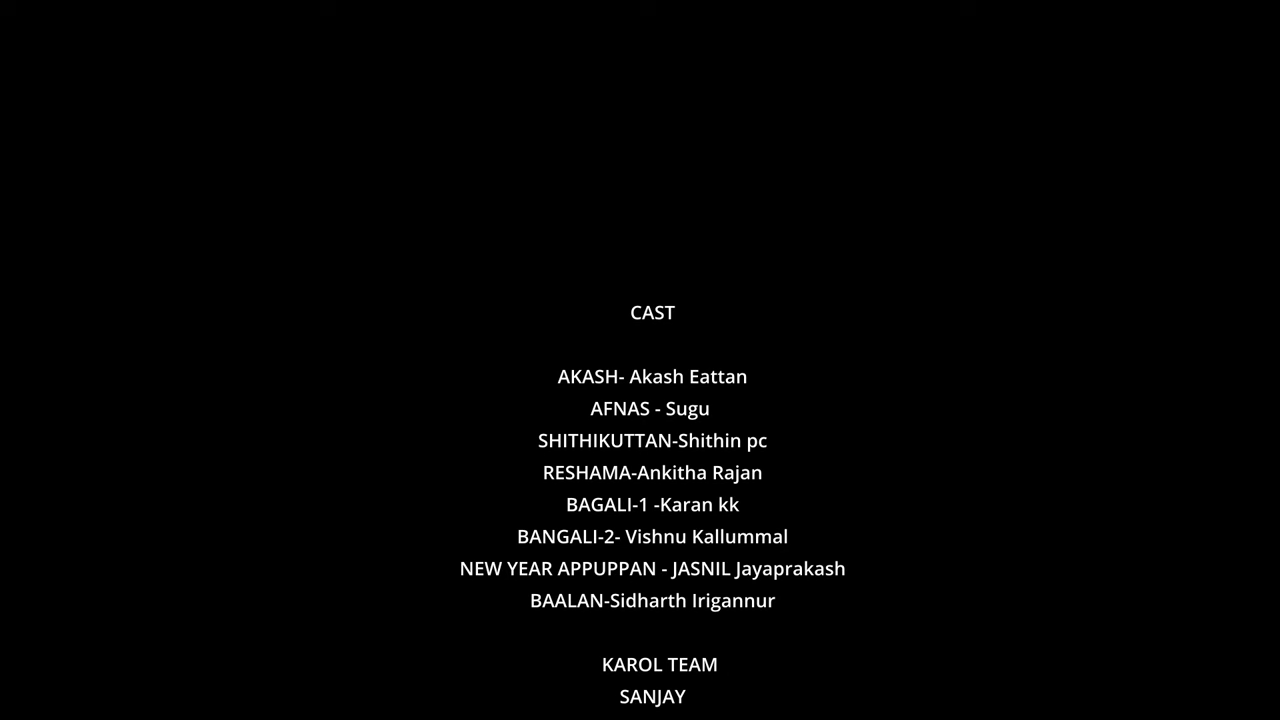 CAST
AKASH- Akash Eattan
AFNAS - Sugu
SHITHIKUTTAN-Shithin pc
RESHAMA-Ankitha Rajan
BAGALI-1 -Karan kk
BANGALI-2- Vishnu Kallummal
NEW YEAR APPUPPAN - JASNIL Jayaprakash
BAALAN-Sidharth Irigannur
KAROL TEAM
SANJAY